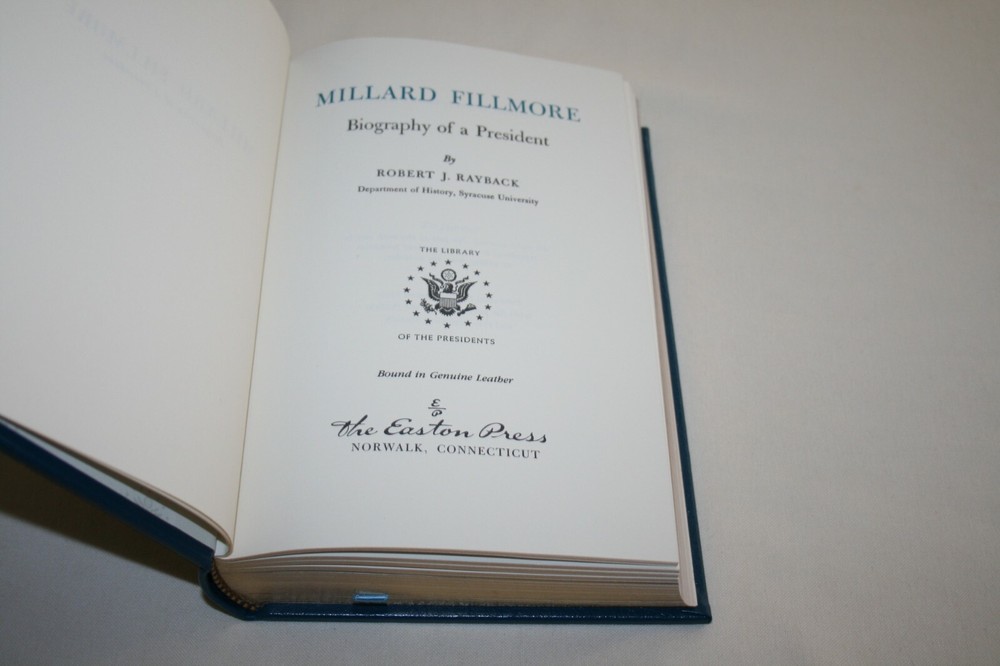 MILLARD FILLMORE
Biography of a President
By
ROBERT J. RAYBACK
Department of History, Syracuse University
THE LIBRARY
OF THE PRESIDENTS
Bound in Genuine Leather
E
P
The Easton Press
NORWALK, CONNECTICUT